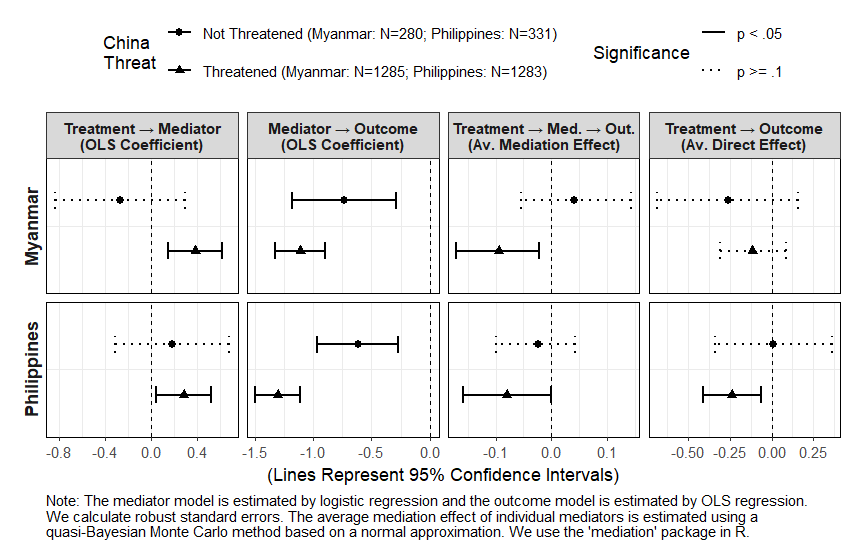 China Threat
Not Threatened (Myanmar: N=280; Philippines: N=331)
Threatened (Myanmar: N=1285; Philippines: N=1283)
Significance
p < .05
p >= .1
Treatment → Mediator
(OLS Coefficient)
Mediator → Outcome
(OLS Coefficient)
Treatment → Med. → Out.
(Av. Mediation Effect)
Treatment → Outcome
(Av. Direct Effect)
Myanmar
Philippines
-0.8 -0.4 0.0 0.4
-1.5 -1.0 -0.5 0.0
-0.1 0.0 0.1
-0.50 -0.25 0.00 0.25
(Lines Represent 95% Confidence Intervals)
Note: The mediator model is estimated by logistic regression and the outcome model is estimated by OLS regression.
We calculate robust standard errors. The average mediation effect of individual mediators is estimated using a
quasi-Bayesian Monte Carlo method based on a normal approximation. We use the 'mediation' package in R.